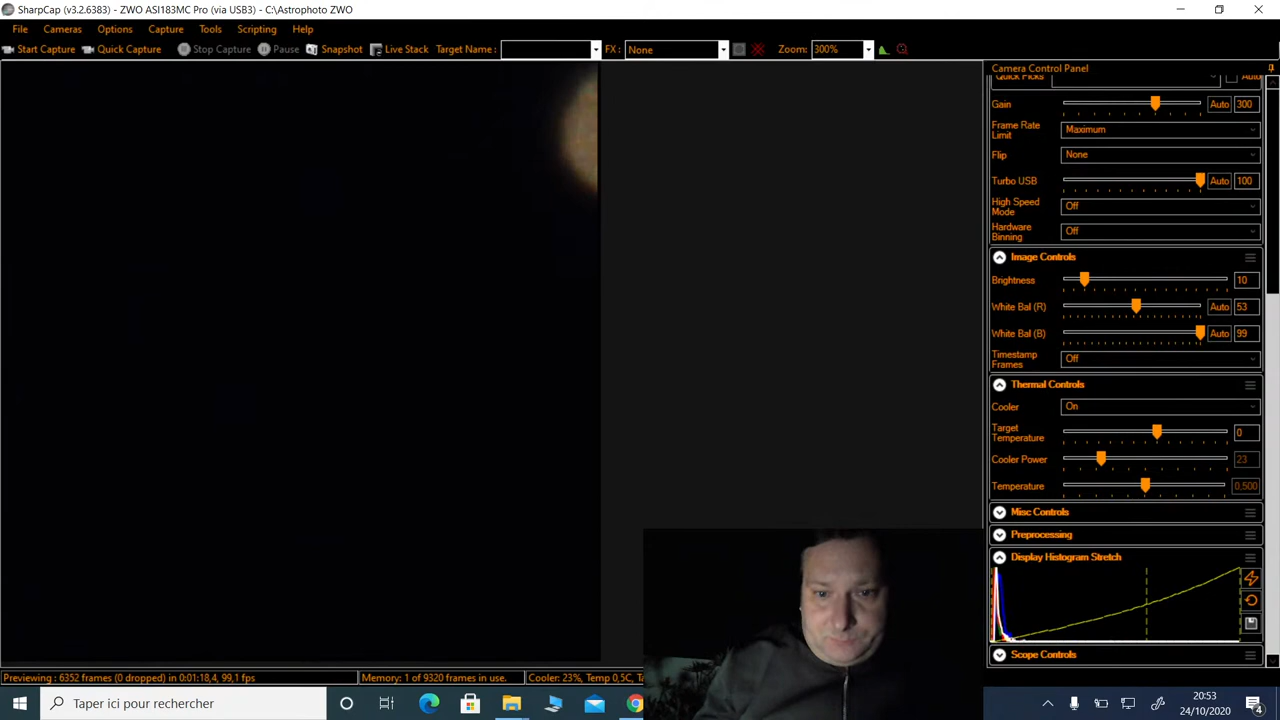 SharpCap (v3.2.6383) - ZWO ASI183MC Pro (via USB3) - C:\Astrophoto ZWO
File Cameras Options Capture Tools Scripting Help
Start Capture Quick Capture Stop Capture Pause Snapshot Live Stack Target Name : FX : None Zoom: 300%
Camera Control Panel
Quick Picks Auto
Gain Auto 300
Frame Rate Limit Maximum
Flip None
Turbo USB Auto 100
High Speed Mode Off
Hardware Binning Off
Image Controls
Brightness 10
White Bal (R) Auto 53
White Bal (B) Auto 99
Timestamp Frames Off
Thermal Controls
Cooler On
Target Temperature 0
Cooler Power 23
Temperature 0,500
Misc Controls
Preprocessing
Display Histogram Stretch
Scope Controls
Previewing : 6352 frames (0 dropped) in 0:01:18,4, 99,1 fps Memory: 1 of 9320 frames in use. Cooler: 23%, Temp 0,5C,
Taper ici pour rechercher
20:53
24/10/2020
4